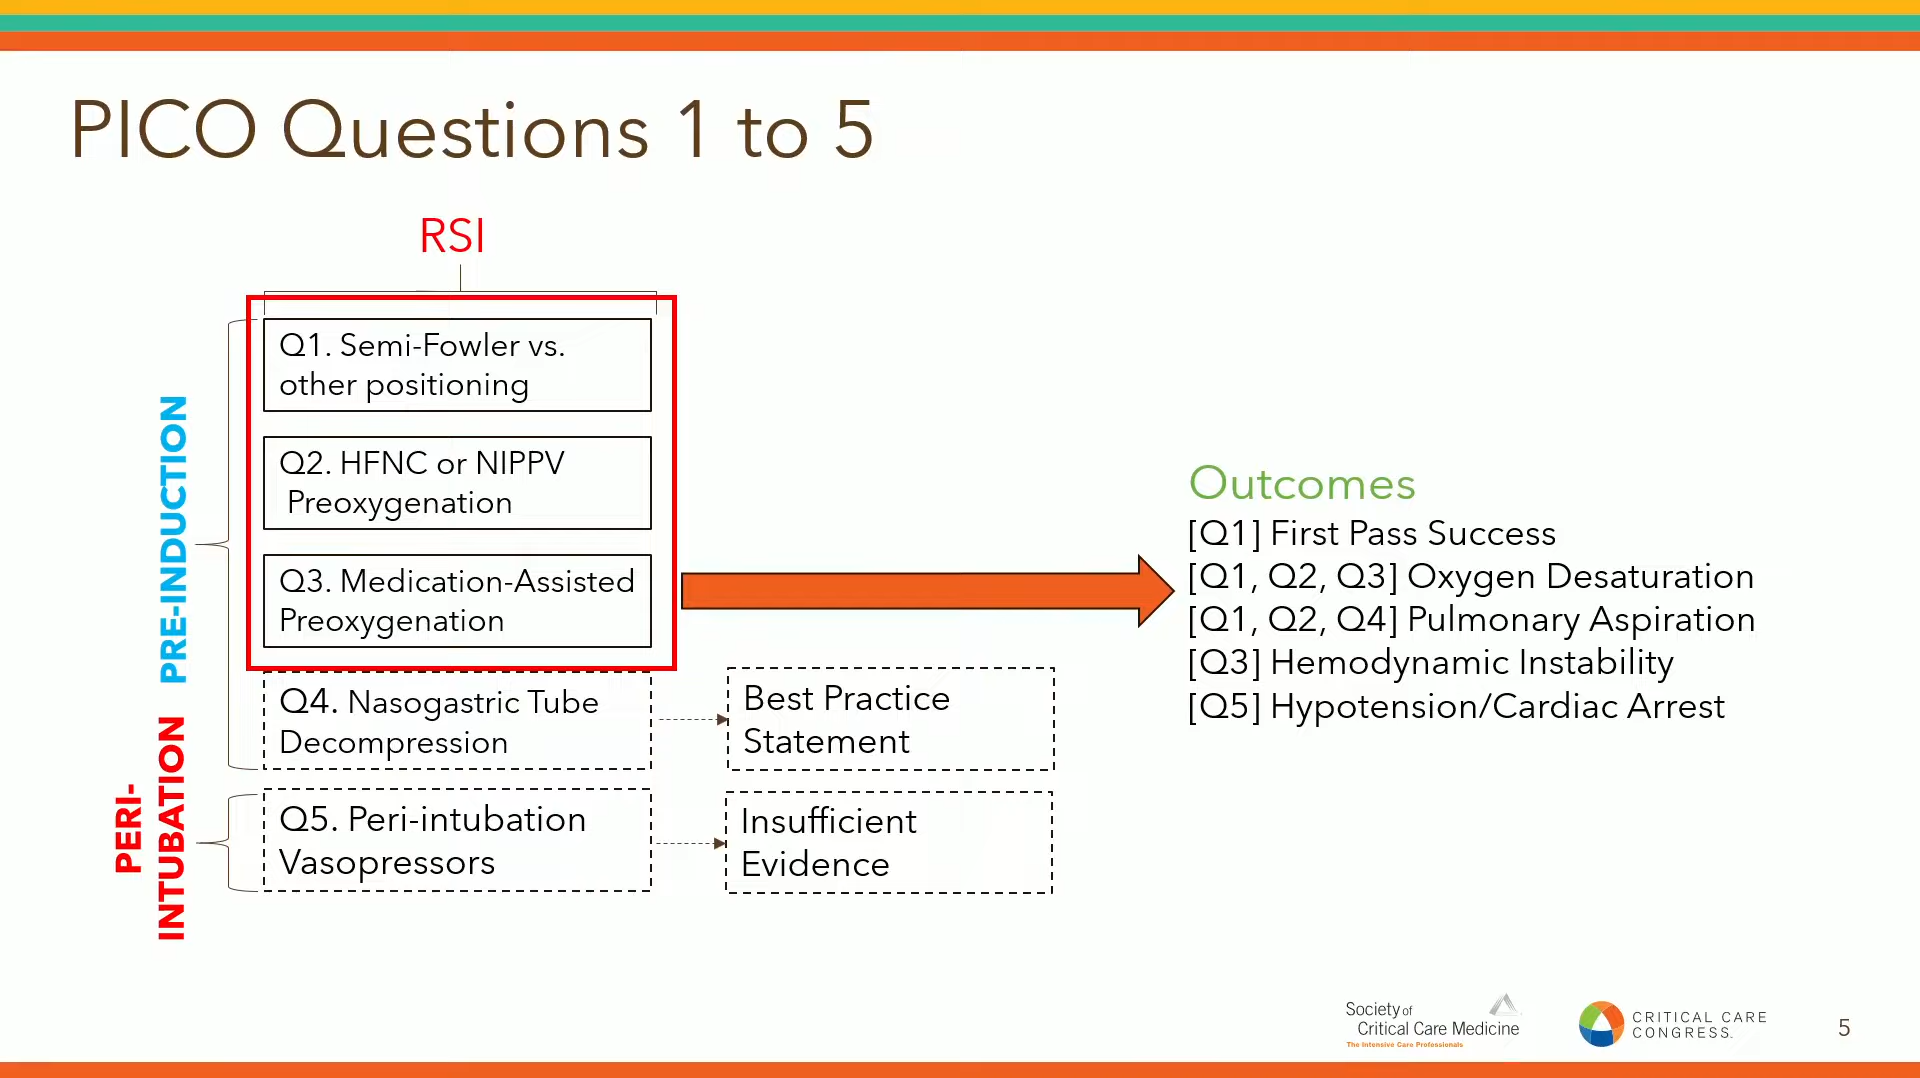 PICO Questions 1 to 5
RSI
PRE-INDUCTION
Q1. Semi-Fowler vs.
other positioning
Q2. HFNC or NIPPV
Preoxygenation
Q3. Medication-Assisted
Preoxygenation
Q4. Nasogastric Tube
Decompression
Best Practice
Statement
PERI-
INTUBATION
Q5. Peri-intubation
Vasopressors
Insufficient
Evidence
Outcomes
[Q1] First Pass Success
[Q1, Q2, Q3] Oxygen Desaturation
[Q1, Q2, Q4] Pulmonary Aspiration
[Q3] Hemodynamic Instability
[Q5] Hypotension/Cardiac Arrest
Society of
Critical Care Medicine
The Intensive Care Professionals
CRITICAL CARE
CONGRESS.
5